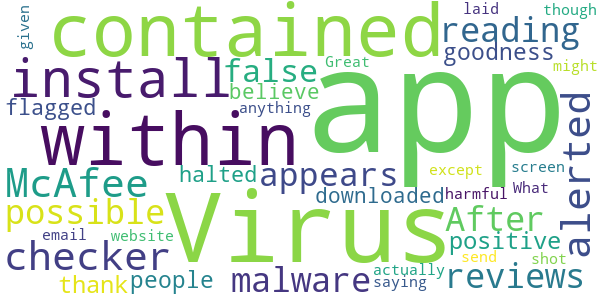 given
contained
laid
though
reading
goodness
Great
might
install
false
believe
app
flagged
anything
within
alerted
McAfee
halted
appears
except
screen
What
downloaded
harmful
possible
Virus
After
email
website
positive
checker
send
shot
thank
people
malware
actually
saying
reviews